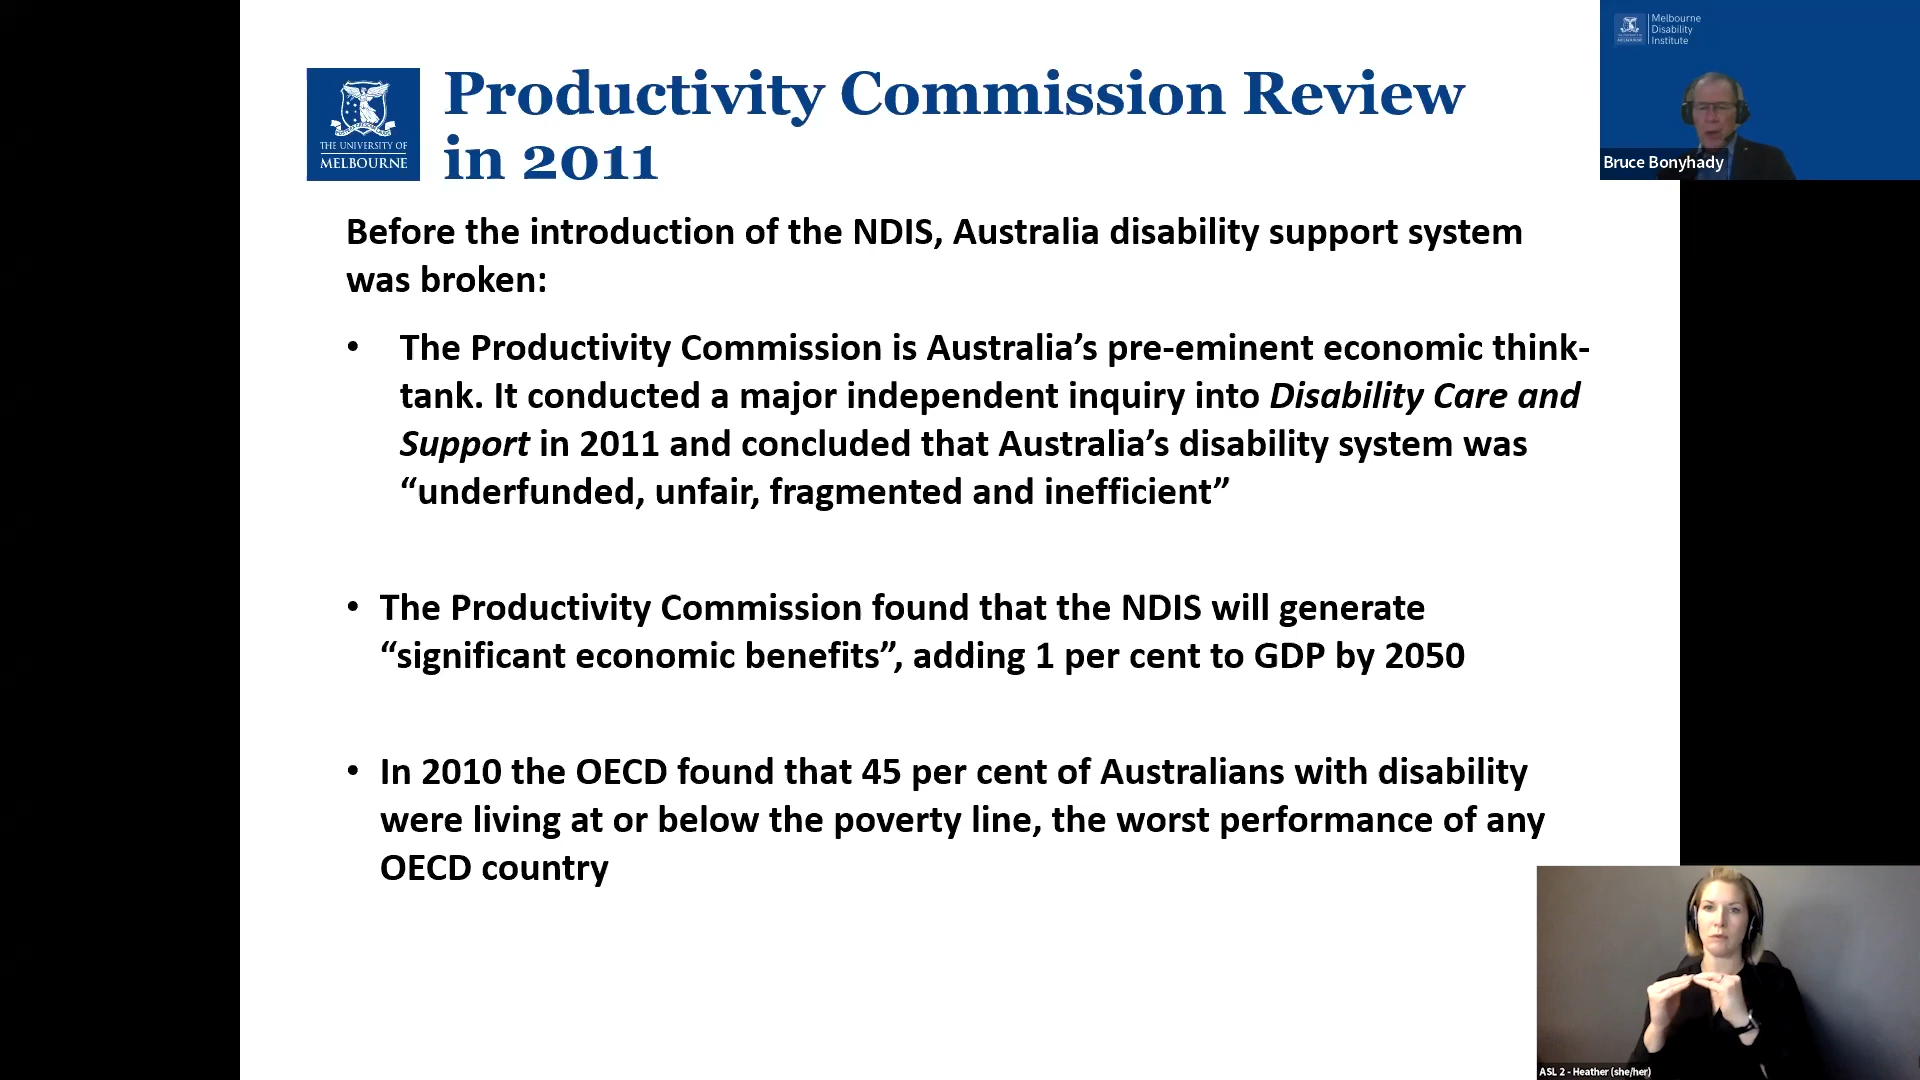 Productivity Commission Review
in 2011
THE UNIVERSITY OF
MELBOURNE
Before the introduction of the NDIS, Australia disability support system
was broken:
• The Productivity Commission is Australia’s pre-eminent economic think-
tank. It conducted a major independent inquiry into Disability Care and
Support in 2011 and concluded that Australia’s disability system was
“underfunded, unfair, fragmented and inefficient”
• The Productivity Commission found that the NDIS will generate
“significant economic benefits”, adding 1 per cent to GDP by 2050
• In 2010 the OECD found that 45 per cent of Australians with disability
were living at or below the poverty line, the worst performance of any
OECD country
Melbourne
Disability
Institute
Bruce Bonyhady
ASL 2 - Heather (she/her)